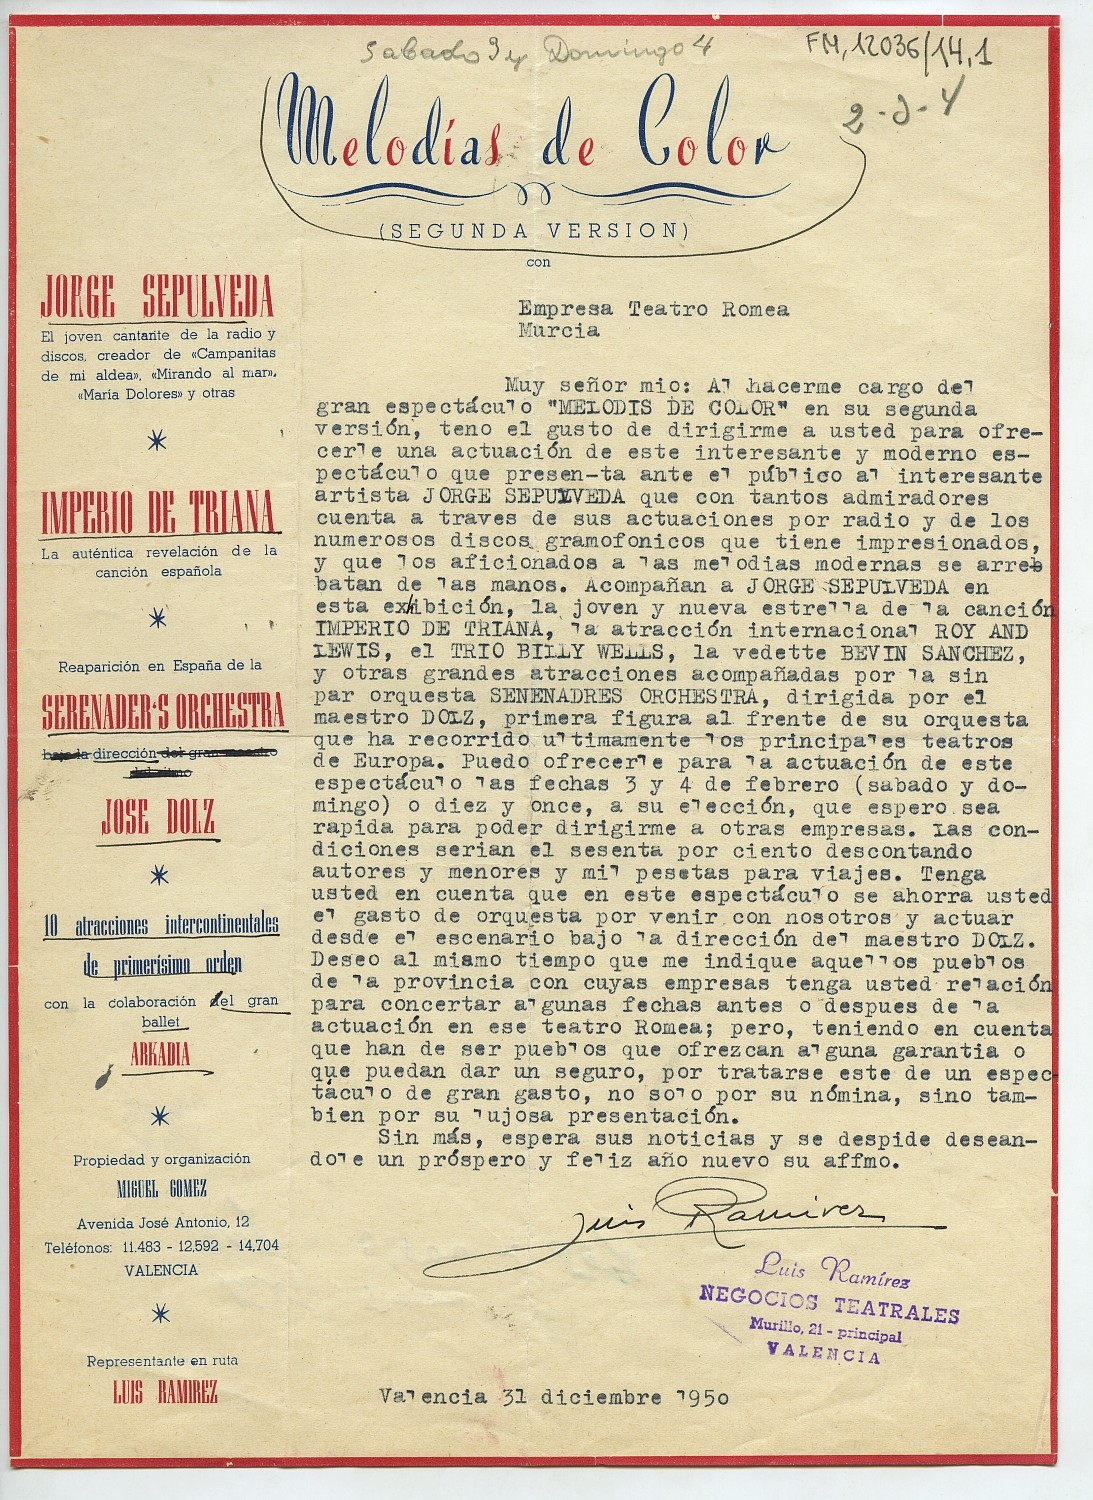 Sabado 3 y Domingo 4
FM, 12036/14,1
2-3-4
Melodías de Color
(SEGUNDA VERSION)
con
JORGE SEPULVEDA
El joven cantante de la radio y
discos, creador de «Campanitas
de mi aldea», «Mirando al mar»,
«María Dolores» y otras
IMPERIO DE TRIANA
La auténtica revelación de la
canción española
Reaparición en España de la
SERENADER'S ORCHESTRA
bajo la dirección del gran maestro
del ritmo
JOSE DOLZ
10 atracciones intercontinentales
de primerísimo orden
con la colaboración del gran
ballet
ARKADIA
Propiedad y organización
MIGUEL GOMEZ
Avenida José Antonio, 12
Teléfonos: 11.483 - 12,592 - 14,704
VALENCIA
Representante en ruta
LUIS RAMIREZ
Empresa Teatro Romea
Murcia
Muy señor mio: Al hacerme cargo del
gran espectáculo "MELODIS DE COLOR" en su segunda
versión, teno el gusto de dirigirme a usted para ofre-
cerle una actuación de este interesante y moderno es-
pectáculo que presen-ta ante el público al interesante
artista JORGE SEPULVEDA que con tantos admiradores
cuenta a traves de sus actuaciones por radio y de los
numerosos discos gramofonicos que tiene impresionados,
y que los aficionados a las melodias modernas se arreb
batan de las manos. Acompañan a JORGE SEPULVEDA en
esta exhibición, la joven y nueva estrella de la canción
IMPERIO DE TRIANA, la atracción internacional ROY AND
LEWIS, el TRIO BILLY WELLS, la vedette BEVIN SANCHEZ,
y otras grandes atracciones acompañadas por la sin
par orquesta SENENADRES ORCHESTRA, dirigida por el
maestro DOLZ, primera figura al frente de su orquesta
que ha recorrido ultimamente los principales teatros
de Europa. Puedo ofrecerle para la actuación de este
espectáculo las fechas 3 y 4 de febrero (sabado y do-
mingo) o diez y once, a su elección, que espero sea
rapida para poder dirigirme a otras empresas. Las con-
diciones serian el sesenta por ciento descontando
autores y menores y mil pesetas para viajes. Tenga
usted en cuenta que en este espectáculo se ahorra usted
el gasto de orquesta por venir con nosotros y actuar
desde el escenario bajo la dirección del maestro DOLZ.
Deseo al mismo tiempo que me indique aquellos pueblos
de la provincia con cuyas empresas tenga usted relación
para concertar algunas fechas antes o despues de la
actuación en ese teatro Romea; pero, teniendo en cuenta
que han de ser pueblos que ofrezcan alguna garantia o
que puedan dar un seguro, por tratarse este de un espec-
táculo de gran gasto, no solo por su nómina, sino tam-
bien por su lujosa presentación.
Sin más, espera sus noticias y se despide desean-
dole un próspero y feliz año nuevo su affmo.
Luis Ramirez
Luis Ramírez
NEGOCIOS TEATRALES
Murillo, 21 - principal
VALENCIA
Valencia 31 diciembre 1950